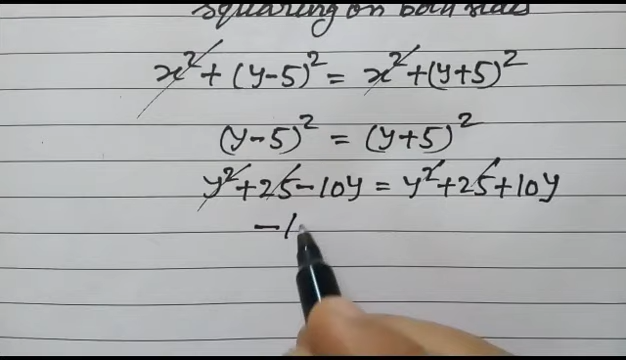 squaring on both sides
x² + (y-5)² = x² + (y+5)²
(y-5)² = (y+5)²
y² + 25 - 10y = y² + 25 + 10y
-1